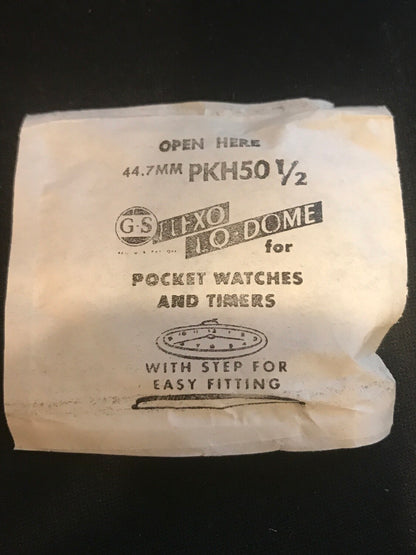 OPEN HERE
44.7MM PKH50 1/2
G-S FLEXO
LO-DOME
for
POCKET WATCHES
AND TIMERS
WITH STEP FOR
EASY FITTING